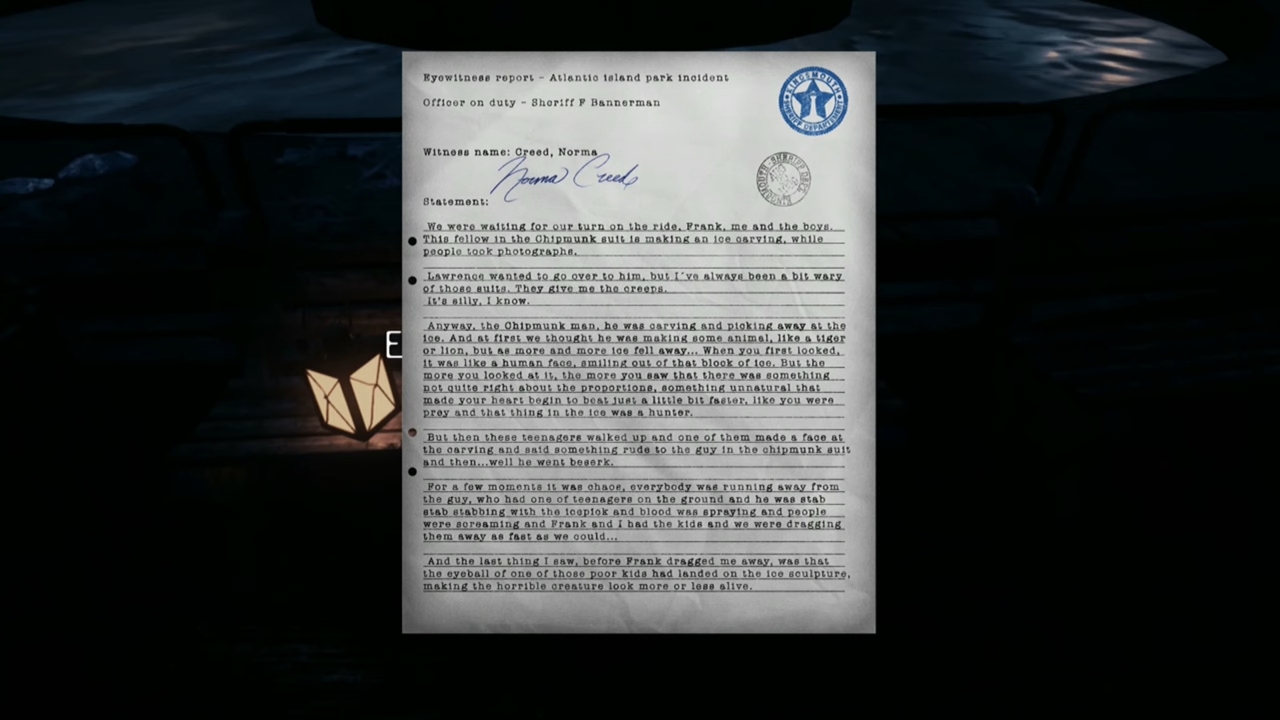 Eyewitness report - Atlantic island park incident
Officer on duty - Sheriff F Bannerman
KINGSMOUTH
SHERIFF DEPARTEMENT
Witness name: Creed, Norma
Norma Creed
SHERIFF DEPT.
KINGSMOUTH
Statement:
We were waiting for our turn on the ride, Frank, me and the boys.
This fellow in the Chipmunk suit is making an ice carving, while
people took photographs.
Lawrence wanted to go over to him, but I've always been a bit wary
of those suits. They give me the creeps.
It's silly, I know.
Anyway, the Chipmunk man, he was carving and picking away at the
ice. And at first we thought he was making some animal, like a tiger
or lion, but as more and more ice fell away... When you first looked,
it was like a human face, smiling out of that block of ice. But the
more you looked at it, the more you saw that there was something
not quite right about the proportions, something unnatural that
made your heart begin to beat just a little bit faster, like you were
prey and that thing in the ice was a hunter.
But then these teenagers walked up and one of them made a face at
the carving and said something rude to the guy in the chipmunk suit
and then...well he went beserk.
For a few moments it was chaos, everybody was running away from
the guy, who had one of teenagers on the ground and he was stab
stab stabbing with the icepick and blood was spraying and people
were screaming and Frank and I had the kids and we were dragging
them away as fast as we could...
And the last thing I saw, before Frank dragged me away, was that
the eyeball of one of those poor kids had landed on the ice sculpture,
making the horrible creature look more or less alive.
E